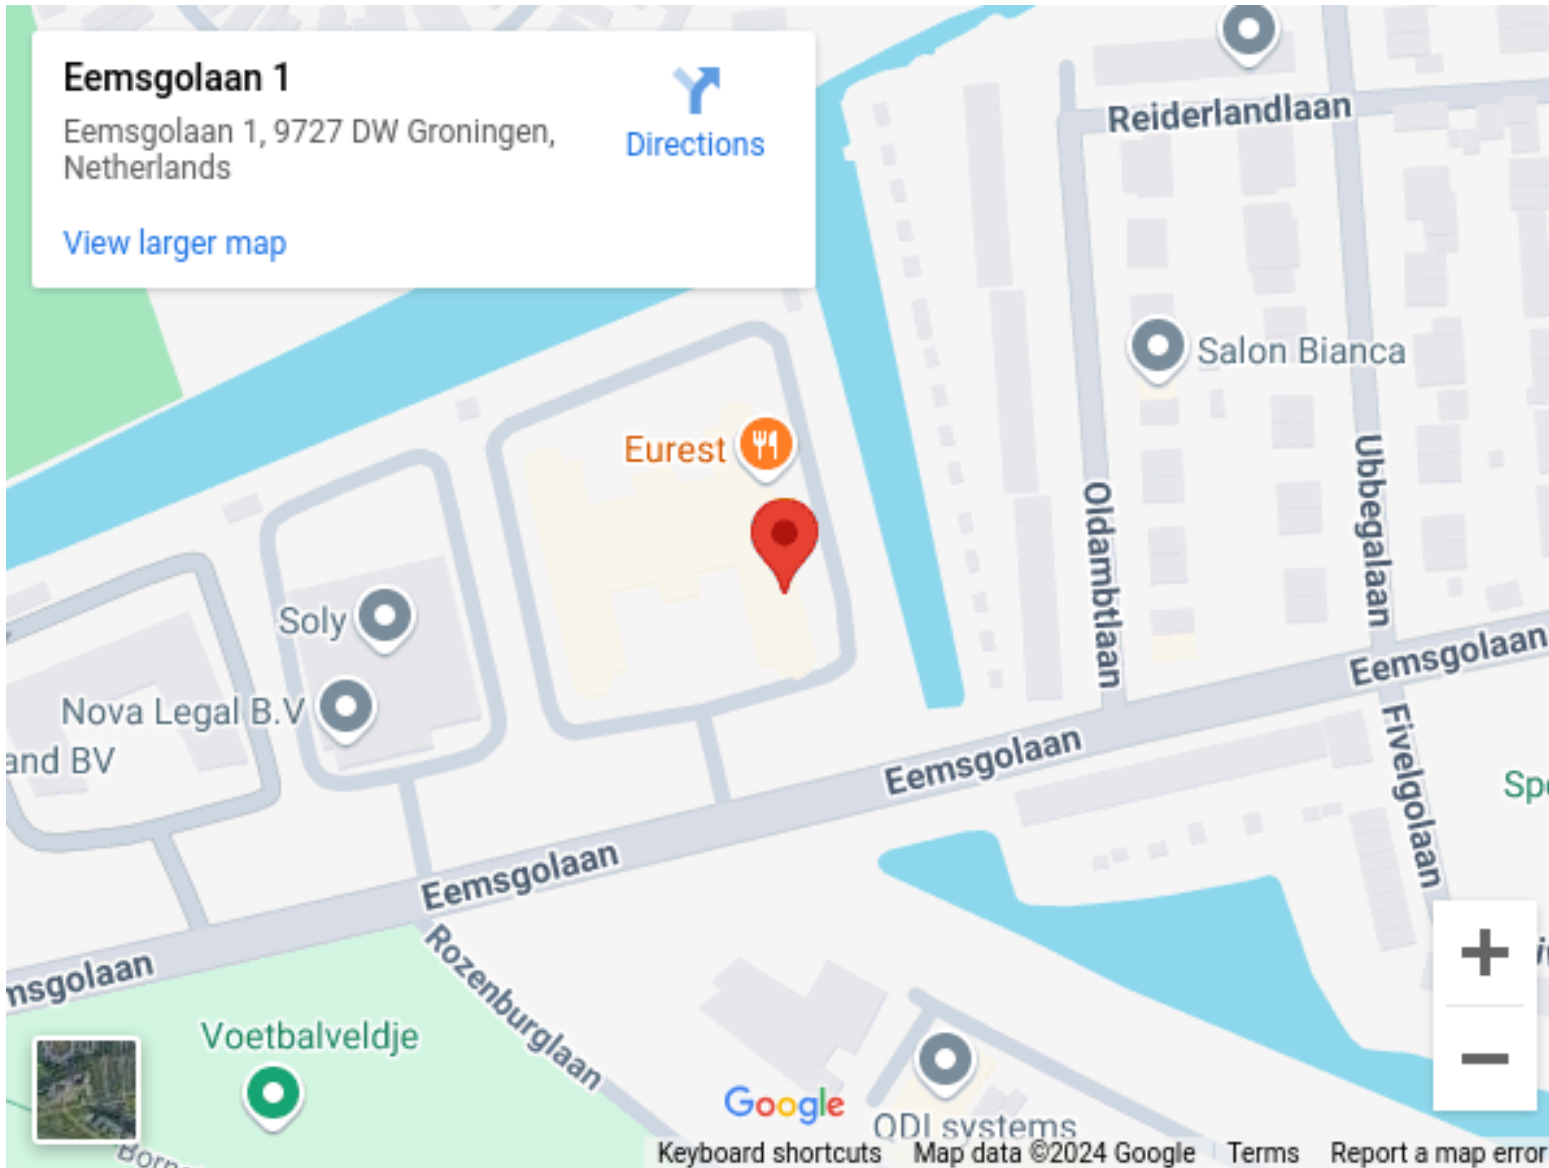 Eemsgolaan 1
Eemsgolaan 1, 9727 DW Groningen,
Netherlands
Directions
View larger map
Reiderlandlaan
Salon Bianca
Eurest
Oldambtlaan
Ubbegalaan
Soly
Nova Legal B.V
and BV
Eemsgolaan
Eemsgolaan
Fivelgolaan
Spo
Eemsgolaan
msgolaan
Rozenburglaan
Voetbalveldje
Google
ODI systems
Keyboard shortcuts
Map data ©2024 Google
Terms
Report a map error